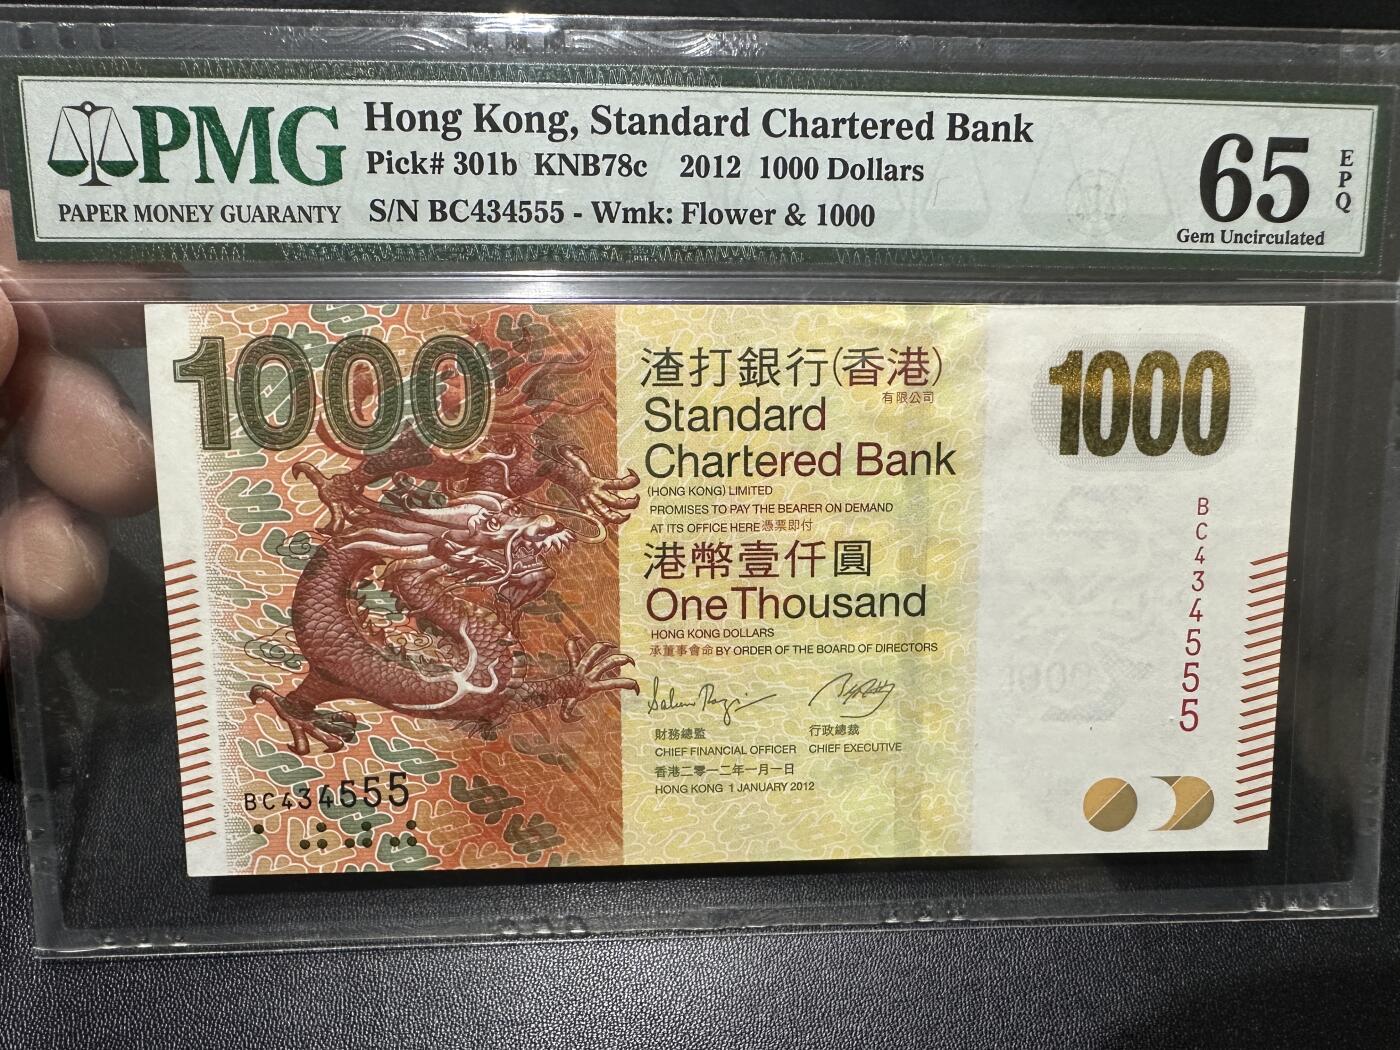 PMG
PAPER MONEY GUARANTY
Hong Kong, Standard Chartered Bank
Pick# 301b KNB78c 2012 1000 Dollars
S/N BC434555 - Wmk: Flower & 1000
65
EPQ
Gem Uncirculated
1000
渣打銀行(香港)
有限公司
Standard
Chartered Bank
(HONG KONG) LIMITED
PROMISES TO PAY THE BEARER ON DEMAND
AT ITS OFFICE HERE 憑票即付
港幣壹仟圓
One Thousand
HONG KONG DOLLARS
承董事會命 BY ORDER OF THE BOARD OF DIRECTORS
財務總監 行政總裁
CHIEF FINANCIAL OFFICER CHIEF EXECUTIVE
香港二零一二年一月一日
HONG KONG 1 JANUARY 2012
BC434555
1000
BC434555